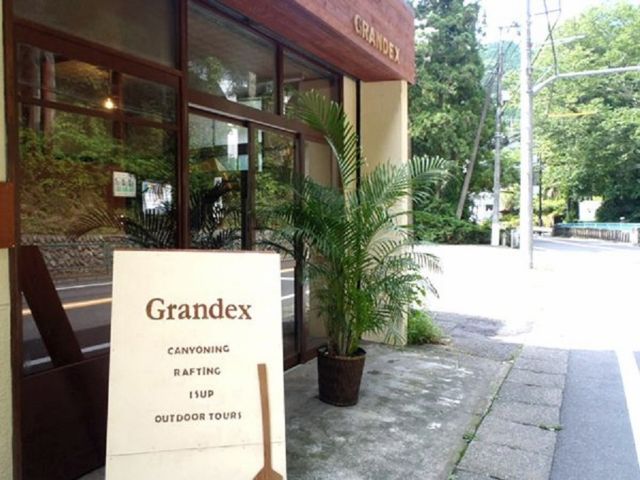 GRANDEX
Grandex
CANYONING
RAFTING
ISUP
OUTDOOR TOURS